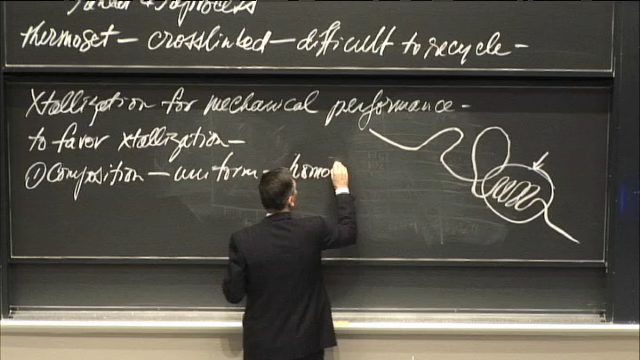 thermoset — crosslinked — difficult to recycle —
Xtallization for mechanical performance —
to favor xtallization —
① Composition — uniform — homo